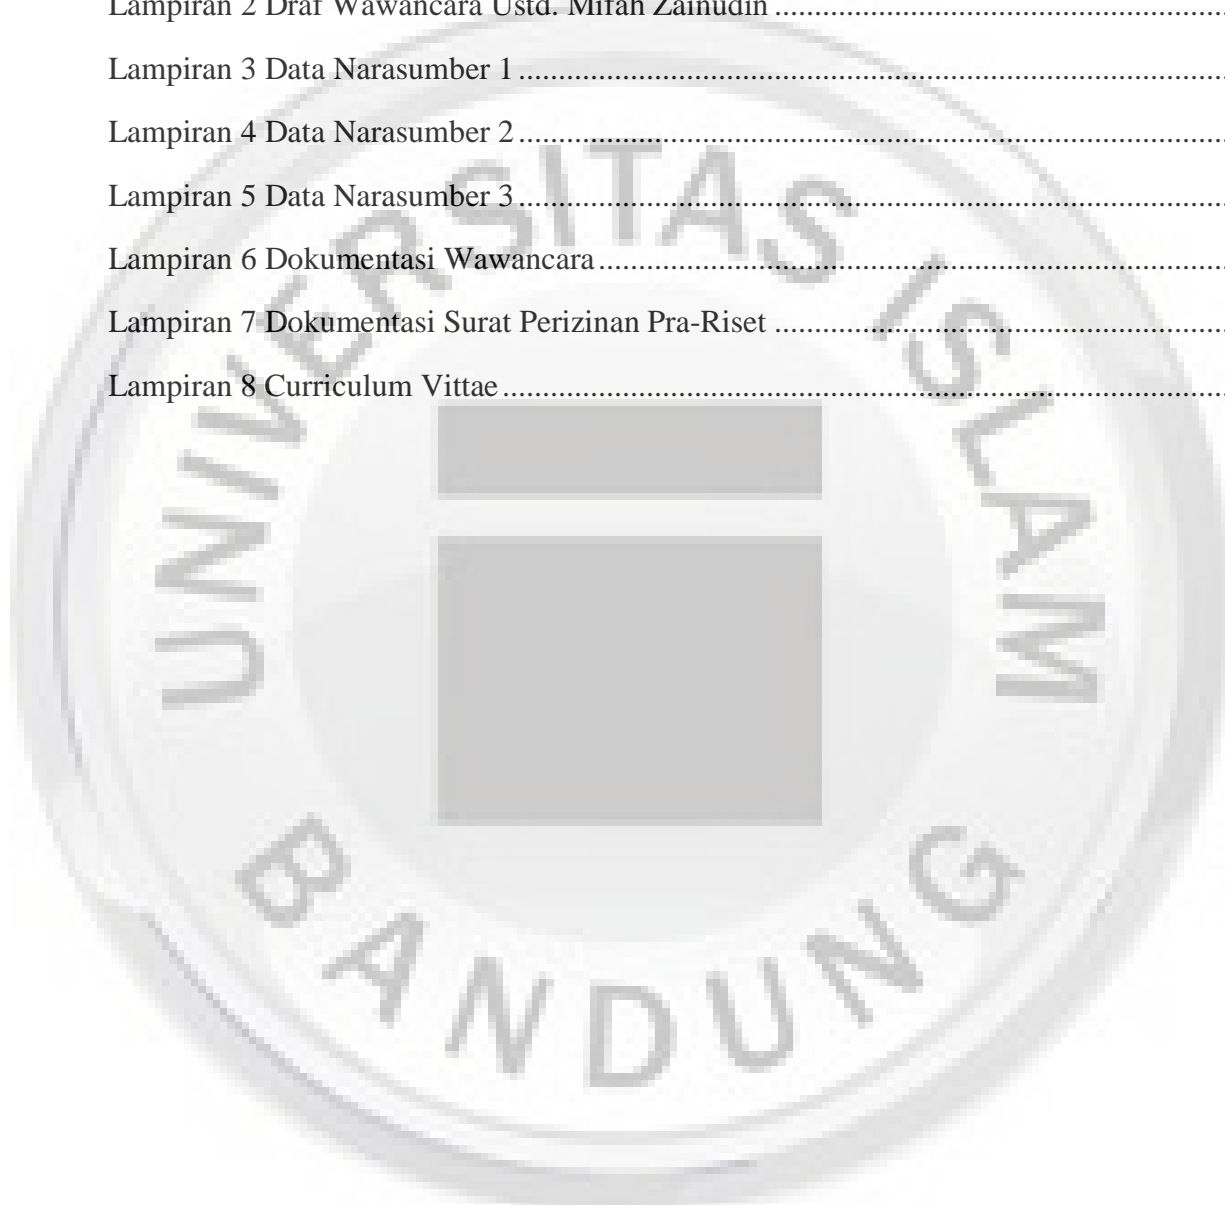 Lampiran 2 Draf Wawancara Ustd. Mifah Zainudin ........................................................
Lampiran 3 Data Narasumber 1 ........................................................................................
Lampiran 4 Data Narasumber 2 ........................................................................................
Lampiran 5 Data Narasumber 3 ........................................................................................
Lampiran 6 Dokumentasi Wawancara ..............................................................................
Lampiran 7 Dokumentasi Surat Perizinan Pra-Riset ........................................................
Lampiran 8 Curriculum Vittae ..........................................................................................
UNIVERSITAS ISLAM
BANDUNG